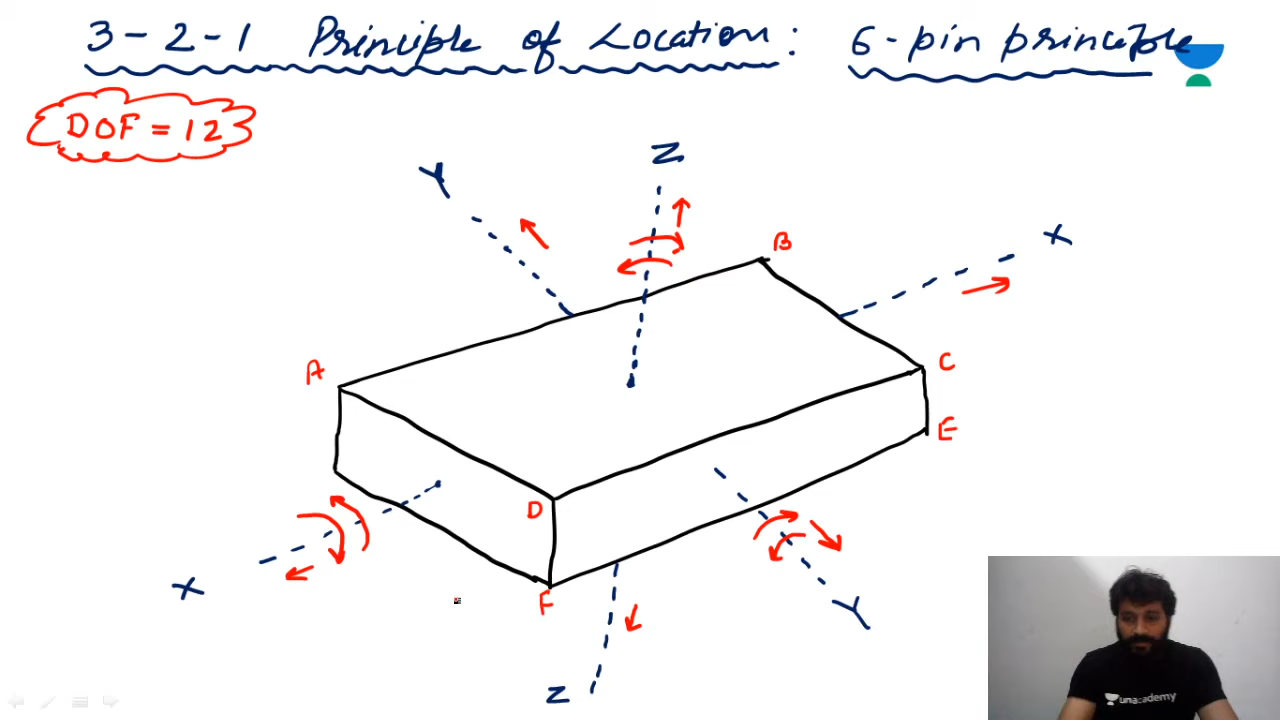 3-2-1 Principle of Location: 6-pin principle
DOF = 12
Z
Y
X
B
A
C
E
D
X
F
Y
Z
unacademy